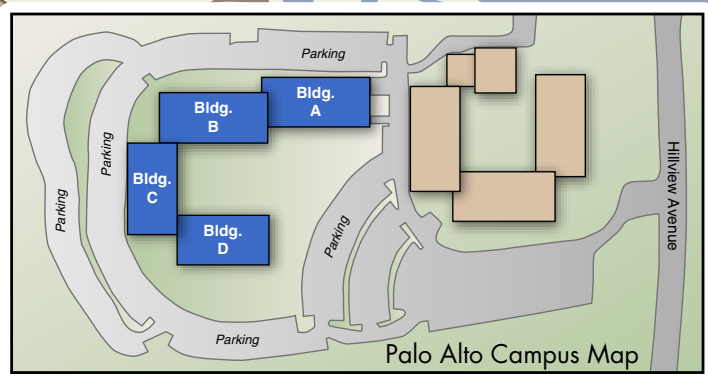 Parking
Bldg.
A
Bldg.
B
Parking
Bldg.
C
Parking
Bldg.
D
Parking
Parking
Hillview Avenue
Palo Alto Campus Map